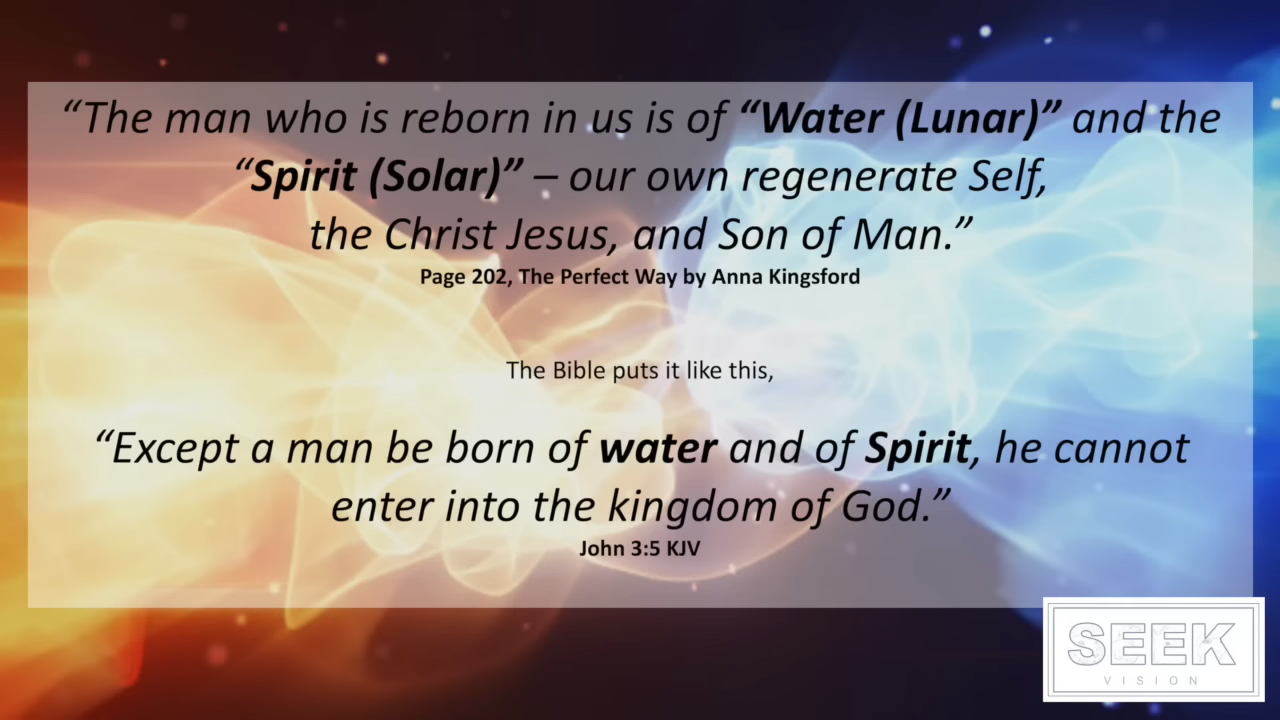 “The man who is reborn in us is of “Water (Lunar)” and the
“Spirit (Solar)” – our own regenerate Self,
the Christ Jesus, and Son of Man.”
Page 202, The Perfect Way by Anna Kingsford
The Bible puts it like this,
“Except a man be born of water and of Spirit, he cannot
enter into the kingdom of God.”
John 3:5 KJV
SEEK
VISION